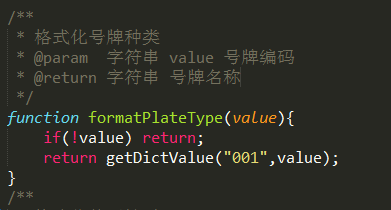 /**
 * 格式化号牌种类
 * @param  字符串 value 号牌编码
 * @return 字符串 号牌名称
 */
function formatPlateType(value){
    if(!value) return;
    return getDictValue("001",value);
}
/**